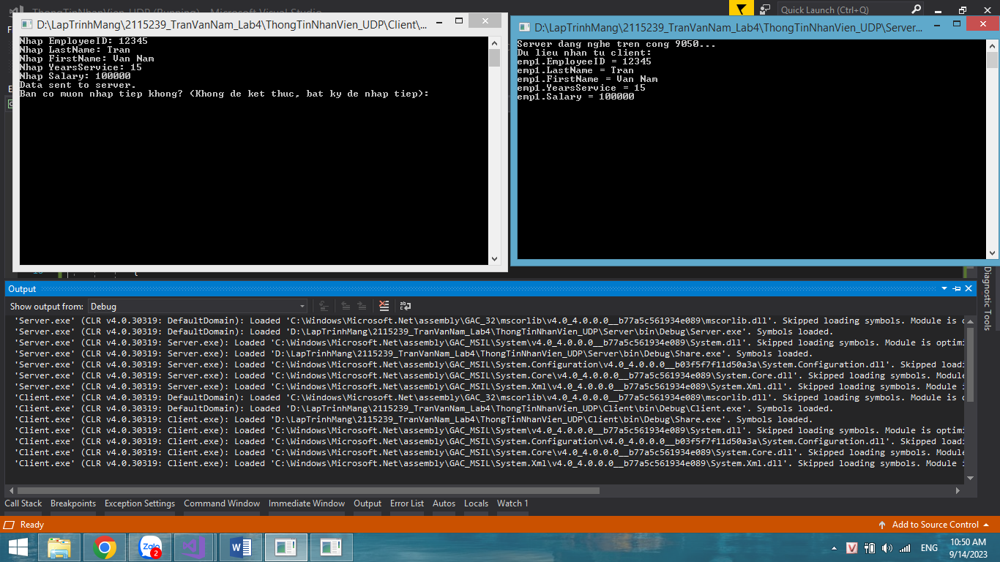 ThongTinNhanVien_UDP (Running) - Microsoft Visual Studio
Quick Launch (Ctrl+Q)
D:\LapTrinhMang\2115239_TranVanNam_Lab4\ThongTinNhanVien_UDP\Client\...
Nhap EmployeeID: 12345
Nhap LastName: Tran
Nhap FirstName: Van Nam
Nhap YearsService: 15
Nhap Salary: 100000
Data sent to server.
Ban co muon nhap tiep khong? (Khong de ket thuc, bat ky de nhap tiep):
D:\LapTrinhMang\2115239_TranVanNam_Lab4\ThongTinNhanVien_UDP\Server...
Server dang nghe tren cong 9050...
Du lieu nhan tu client:
emp1.EmployeeID = 12345
emp1.LastName = Tran
emp1.FirstName = Van Nam
emp1.YearsService = 15
emp1.Salary = 100000
Diagnostic Tools
Output
Show output from: Debug
'Server.exe' (CLR v4.0.30319: DefaultDomain): Loaded 'C:\Windows\Microsoft.Net\assembly\GAC_32\mscorlib\v4.0_4.0.0.0__b77a5c561934e089\mscorlib.dll'. Skipped loading symbols. Module is
'Server.exe' (CLR v4.0.30319: DefaultDomain): Loaded 'D:\LapTrinhMang\2115239_TranVanNam_Lab4\ThongTinNhanVien_UDP\Server\bin\Debug\Server.exe'. Symbols loaded.
'Server.exe' (CLR v4.0.30319: Server.exe): Loaded 'C:\Windows\Microsoft.Net\assembly\GAC_MSIL\System\v4.0_4.0.0.0__b77a5c561934e089\System.dll'. Skipped loading symbols. Module is optimi
'Server.exe' (CLR v4.0.30319: Server.exe): Loaded 'D:\LapTrinhMang\2115239_TranVanNam_Lab4\ThongTinNhanVien_UDP\Server\bin\Debug\Share.exe'. Symbols loaded.
'Server.exe' (CLR v4.0.30319: Server.exe): Loaded 'C:\Windows\Microsoft.Net\assembly\GAC_MSIL\System.Configuration\v4.0_4.0.0.0__b03f5f7f11d50a3a\System.Configuration.dll'. Skipped loadi
'Server.exe' (CLR v4.0.30319: Server.exe): Loaded 'C:\Windows\Microsoft.Net\assembly\GAC_MSIL\System.Core\v4.0_4.0.0.0__b77a5c561934e089\System.Core.dll'. Skipped loading symbols. Module
'Server.exe' (CLR v4.0.30319: Server.exe): Loaded 'C:\Windows\Microsoft.Net\assembly\GAC_MSIL\System.Xml\v4.0_4.0.0.0__b77a5c561934e089\System.Xml.dll'. Skipped loading symbols. Module i
'Client.exe' (CLR v4.0.30319: DefaultDomain): Loaded 'C:\Windows\Microsoft.Net\assembly\GAC_32\mscorlib\v4.0_4.0.0.0__b77a5c561934e089\mscorlib.dll'. Skipped loading symbols. Module is
'Client.exe' (CLR v4.0.30319: DefaultDomain): Loaded 'D:\LapTrinhMang\2115239_TranVanNam_Lab4\ThongTinNhanVien_UDP\Client\bin\Debug\Client.exe'. Symbols loaded.
'Client.exe' (CLR v4.0.30319: Client.exe): Loaded 'D:\LapTrinhMang\2115239_TranVanNam_Lab4\ThongTinNhanVien_UDP\Client\bin\Debug\Share.exe'. Symbols loaded.
'Client.exe' (CLR v4.0.30319: Client.exe): Loaded 'C:\Windows\Microsoft.Net\assembly\GAC_MSIL\System\v4.0_4.0.0.0__b77a5c561934e089\System.dll'. Skipped loading symbols. Module is optimi
'Client.exe' (CLR v4.0.30319: Client.exe): Loaded 'C:\Windows\Microsoft.Net\assembly\GAC_MSIL\System.Configuration\v4.0_4.0.0.0__b03f5f7f11d50a3a\System.Configuration.dll'. Skipped loadi
'Client.exe' (CLR v4.0.30319: Client.exe): Loaded 'C:\Windows\Microsoft.Net\assembly\GAC_MSIL\System.Core\v4.0_4.0.0.0__b77a5c561934e089\System.Core.dll'. Skipped loading symbols. Module
'Client.exe' (CLR v4.0.30319: Client.exe): Loaded 'C:\Windows\Microsoft.Net\assembly\GAC_MSIL\System.Xml\v4.0_4.0.0.0__b77a5c561934e089\System.Xml.dll'. Skipped loading symbols. Module i
Call Stack Breakpoints Exception Settings Command Window Immediate Window Output Error List Autos Locals Watch 1
Ready
Add to Source Control
Zalo 2
ENG
10:50 AM
9/14/2023